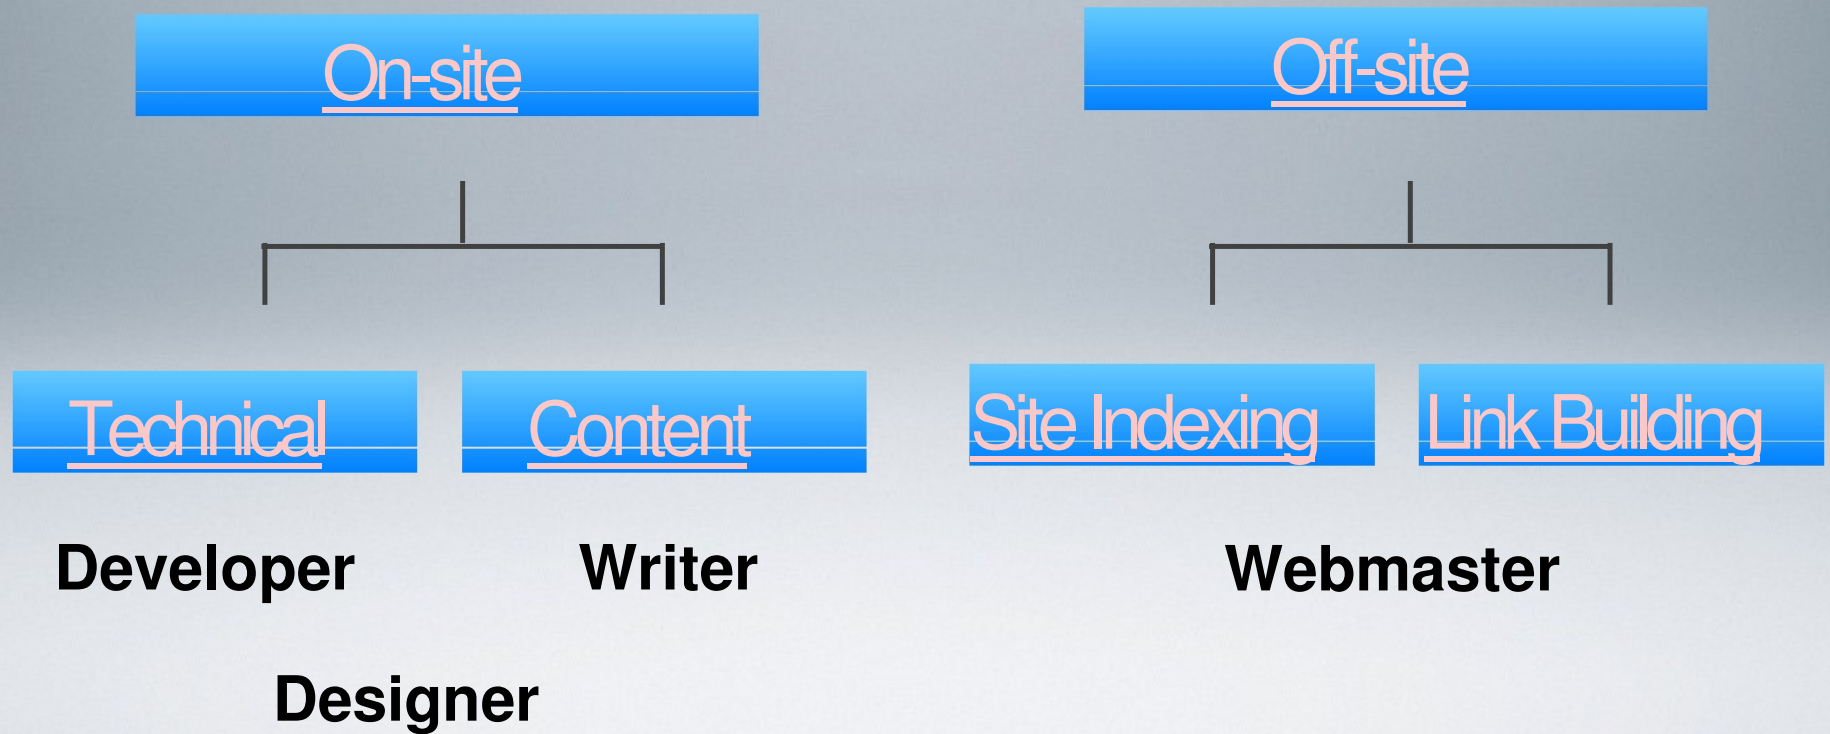 On-site
Off-site
Technical
Content
Site Indexing
Link Building
Developer
Writer
Webmaster
Designer